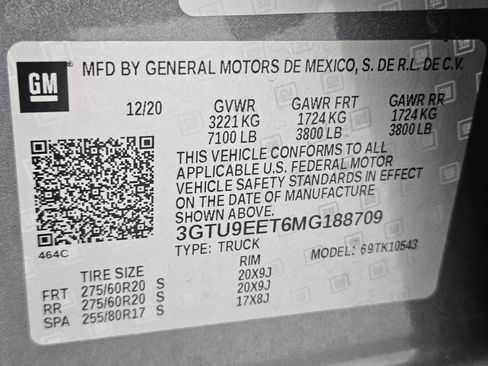 GM
MFD BY GENERAL MOTORS DE MEXICO, S. DE R.L. DE C.V.
12/20 GVWR GAWR FRT GAWR RR
3221 KG 1724 KG 1724 KG
7100 LB 3800 LB 3800 LB
THIS VEHICLE CONFORMS TO ALL
APPLICABLE U.S. FEDERAL MOTOR
VEHICLE SAFETY STANDARDS IN EFFECT
ON THE DATE OF MANUFACTURE
SHOWN ABOVE.
464C
3GTU9EET6MG188709
TYPE: TRUCK MODEL: 69TK10543
TIRE SIZE RIM
FRT 275/60R20 S 20X9J
RR 275/60R20 S 20X9J
SPA 255/80R17 S 17X8J